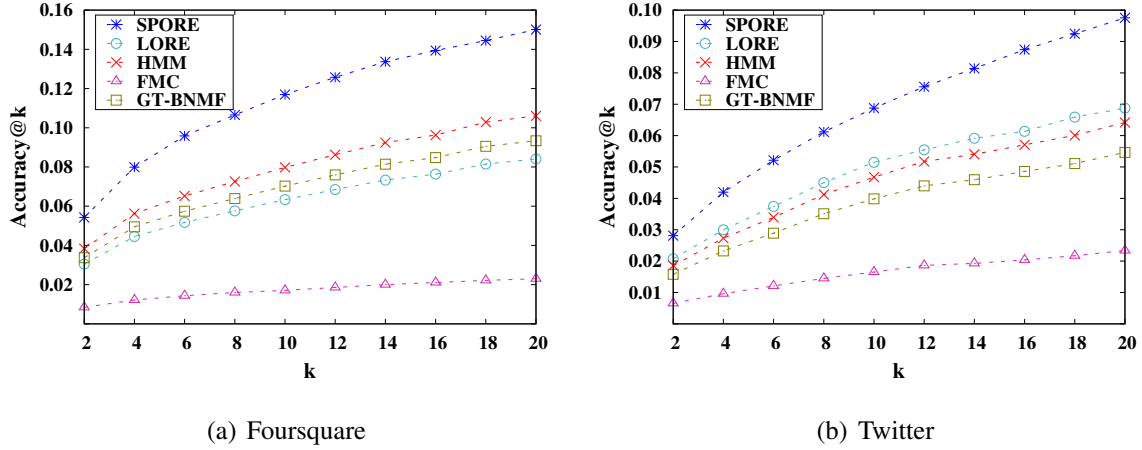 0.16
0.14
0.12
0.10
0.08
0.06
0.04
0.02
Accuracy@k
SPORE
LORE
HMM
FMC
GT-BNMF
2 4 6 8 10 12 14 16 18 20
k
(a) Foursquare
0.10
0.09
0.08
0.07
0.06
0.05
0.04
0.03
0.02
0.01
Accuracy@k
SPORE
LORE
HMM
FMC
GT-BNMF
2 4 6 8 10 12 14 16 18 20
k
(b) Twitter